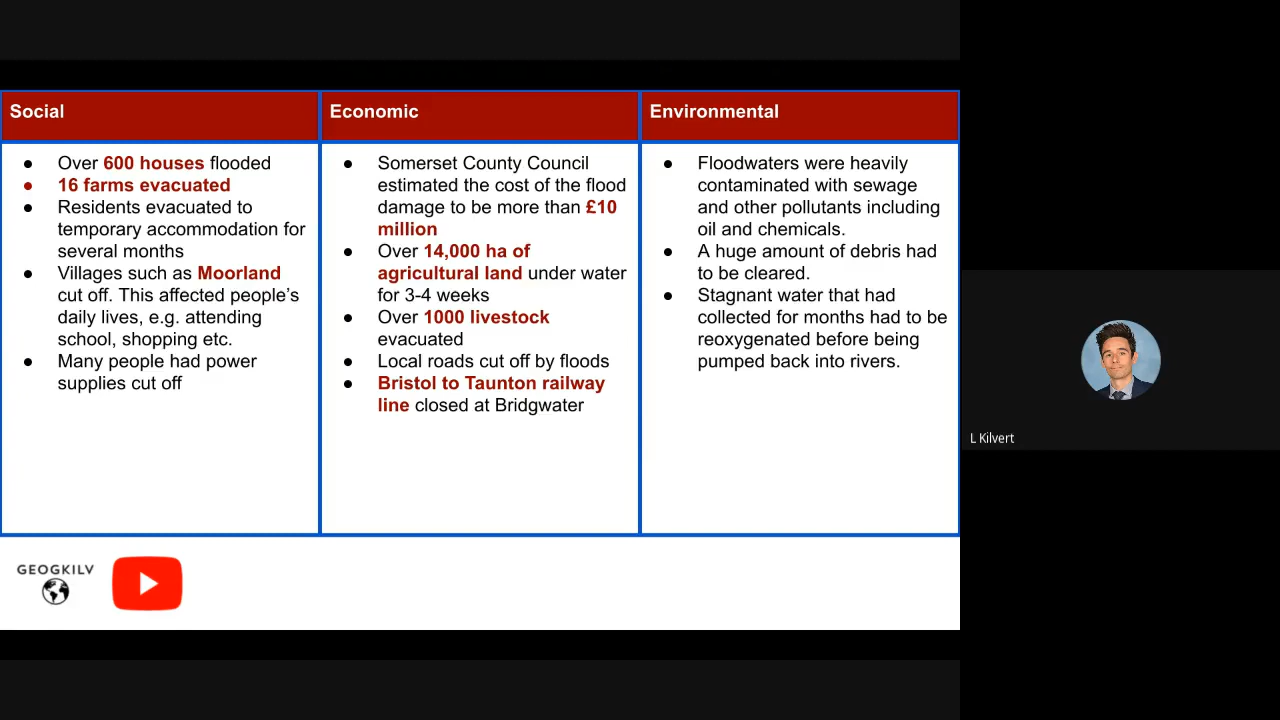 Social
Over 600 houses flooded
16 farms evacuated
Residents evacuated to
temporary accommodation for
several months
Villages such as Moorland
cut off. This affected people’s
daily lives, e.g. attending
school, shopping etc.
Many people had power
supplies cut off
Economic
Somerset County Council
estimated the cost of the flood
damage to be more than £10
million
Over 14,000 ha of
agricultural land under water
for 3-4 weeks
Over 1000 livestock
evacuated
Local roads cut off by floods
Bristol to Taunton railway
line closed at Bridgwater
Environmental
Floodwaters were heavily
contaminated with sewage
and other pollutants including
oil and chemicals.
A huge amount of debris had
to be cleared.
Stagnant water that had
collected for months had to be
reoxygenated before being
pumped back into rivers.
GEOGKILV
L Kilvert